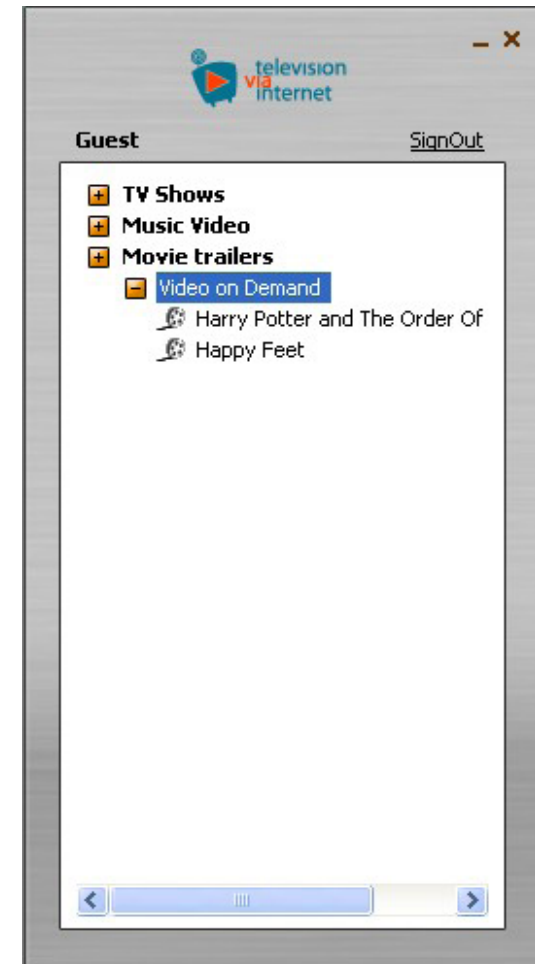 television
via
internet
Guest SignOut
TV Shows
Music Video
Movie trailers
Video on Demand
Harry Potter and The Order Of
Happy Feet